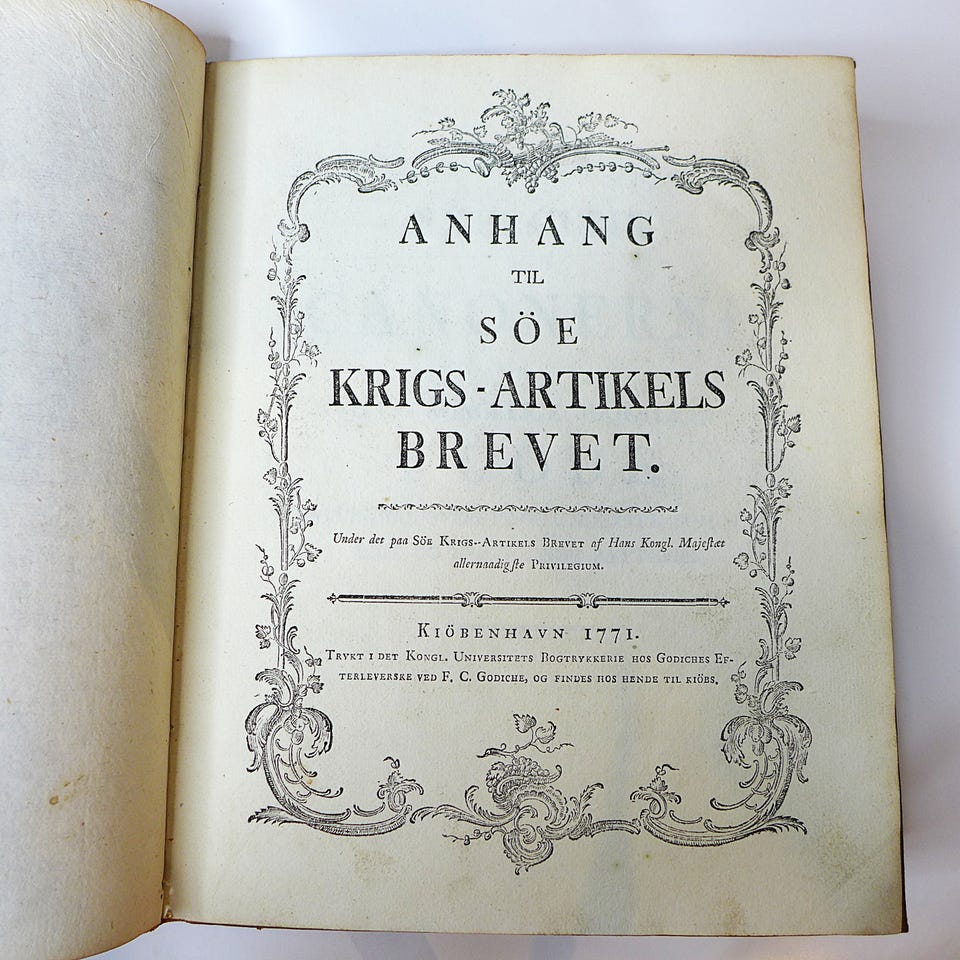 ANHANG
TIL
SÖE
KRIGS-ARTIKELS
BREVET.
Under det paa SÖE KRIGS-ARTIKELS BREVET af Hans Kongl. Majestæt
allernaadigste PRIVILEGIUM.
KIÖBENHAVN 1771.
TRYKT I DET KONGL. UNIVERSITETS BOGTRYKKERIE HOS GODICHES EF-
TERLEVERSKE VED F. C. GODICHE, OG FINDES HOS HENDE TIL KIÖBS.